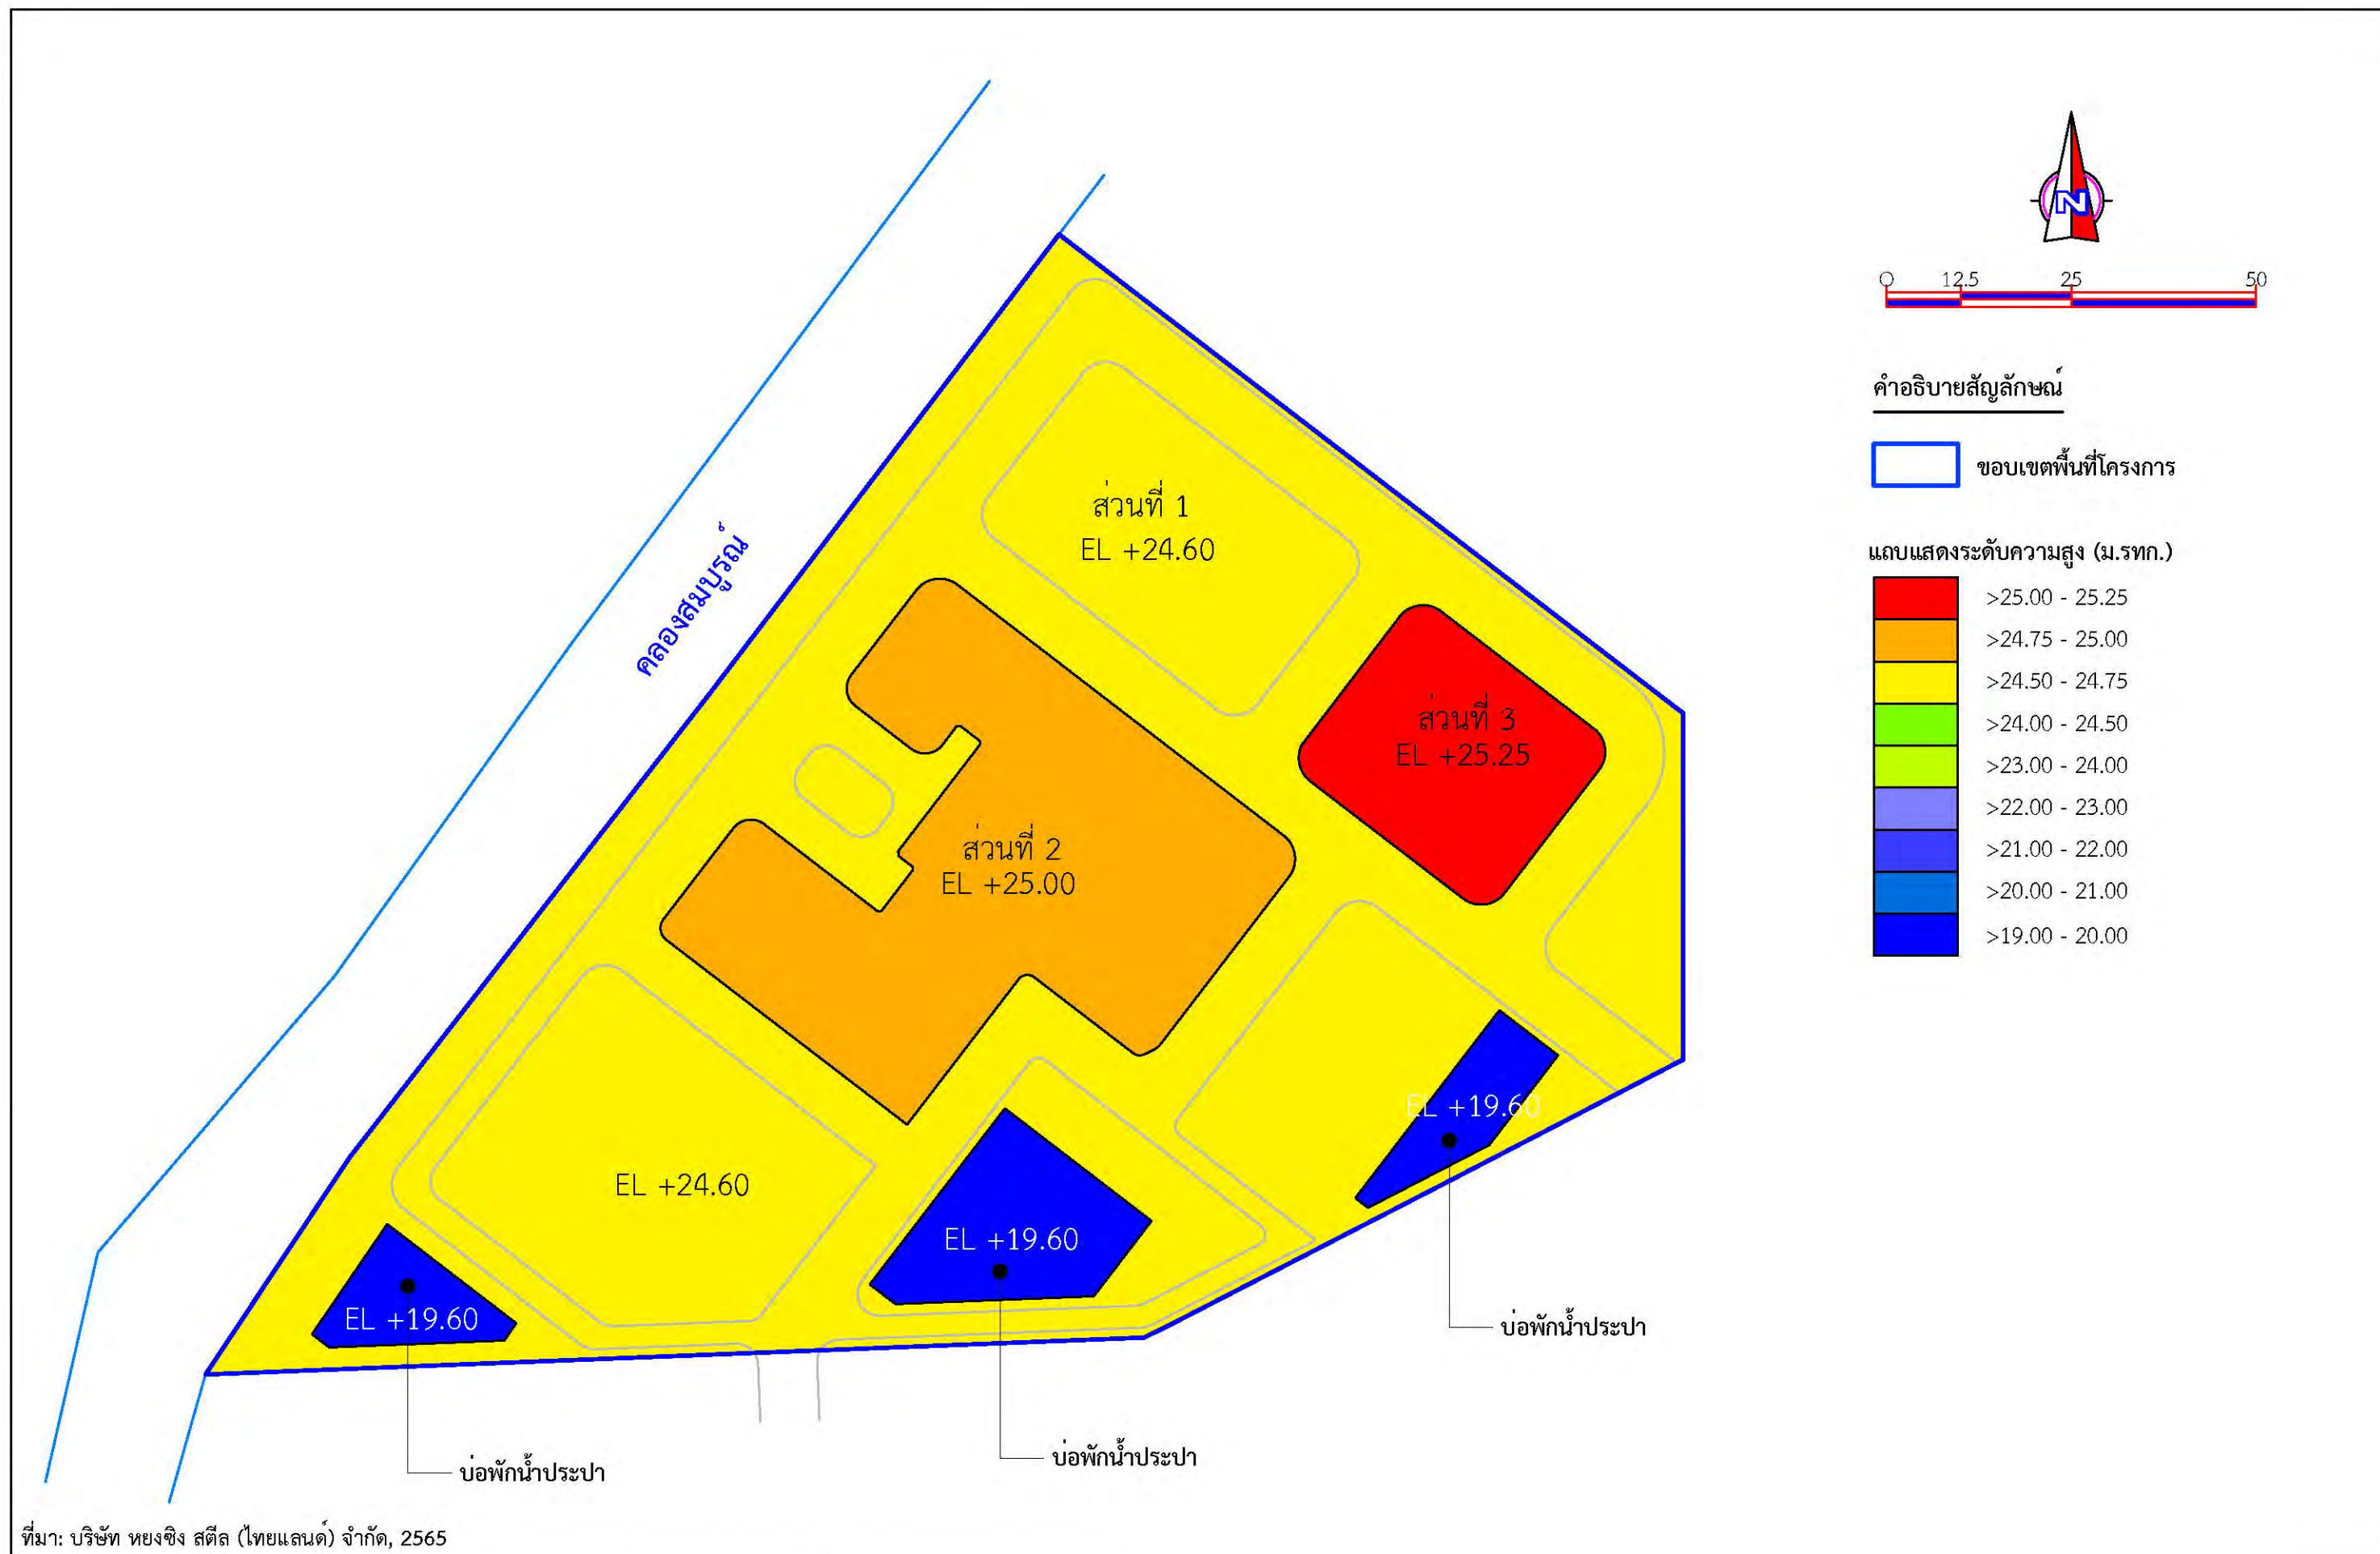 N
0 12.5 25 50
คำอธิบายสัญลักษณ์
ขอบเขตพื้นที่โครงการ
แถบแสดงระดับความสูง (ม.รทก.)
>25.00 - 25.25
>24.75 - 25.00
>24.50 - 24.75
>24.00 - 24.50
>23.00 - 24.00
>22.00 - 23.00
>21.00 - 22.00
>20.00 - 21.00
>19.00 - 20.00
คลองสมบูรณ์
ส่วนที่ 1
EL +24.60
ส่วนที่ 3
EL +25.25
ส่วนที่ 2
EL +25.00
EL +19.60
EL +24.60
EL +19.60
EL +19.60
บ่อพักน้ำประปา
บ่อพักน้ำประปา
บ่อพักน้ำประปา
ที่มา: บริษัท หยงซิง สตีล (ไทยแลนด์) จำกัด, 2565